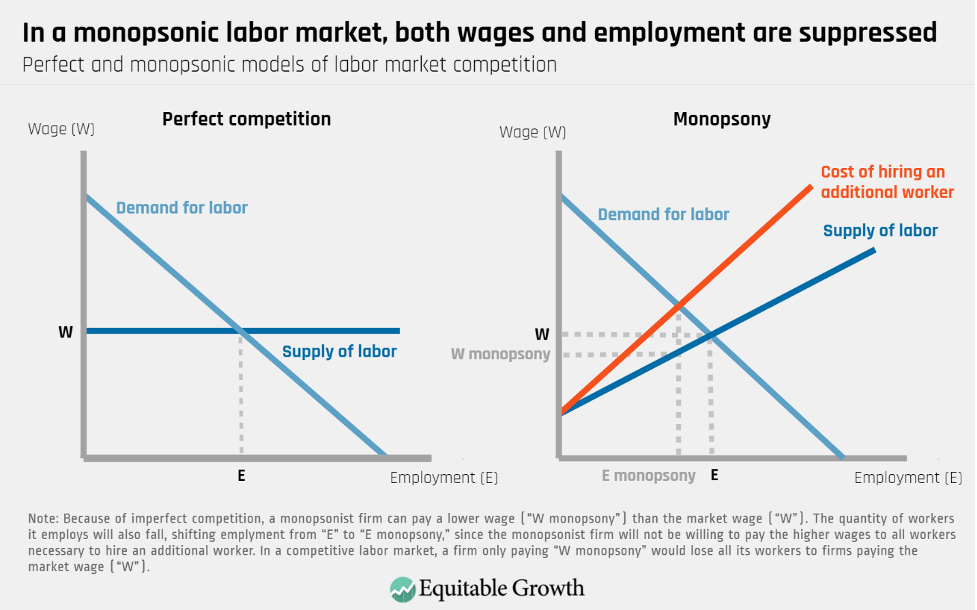 In a monopsonic labor market, both wages and employment are suppressed
Perfect and monopsonic models of labor market competition
Perfect competition
Wage (W)
Demand for labor
W
Supply of labor
E
Employment (E)
Monopsony
Wage (W)
Cost of hiring an
additional worker
Demand for labor
Supply of labor
W
W monopsony
E monopsony
E
Employment (E)
Note: Because of imperfect competition, a monopsonist firm can pay a lower wage (“W monopsony”) than the market wage (“W”). The quantity of workers
it employs will also fall, shifting emplyment from “E” to “E monopsony,” since the monopsonist firm will not be willing to pay the higher wages to all workers
necessary to hire an additional worker. In a competitive labor market, a firm only paying “W monopsony” would lose all its workers to firms paying the
market wage (“W”).
Equitable Growth